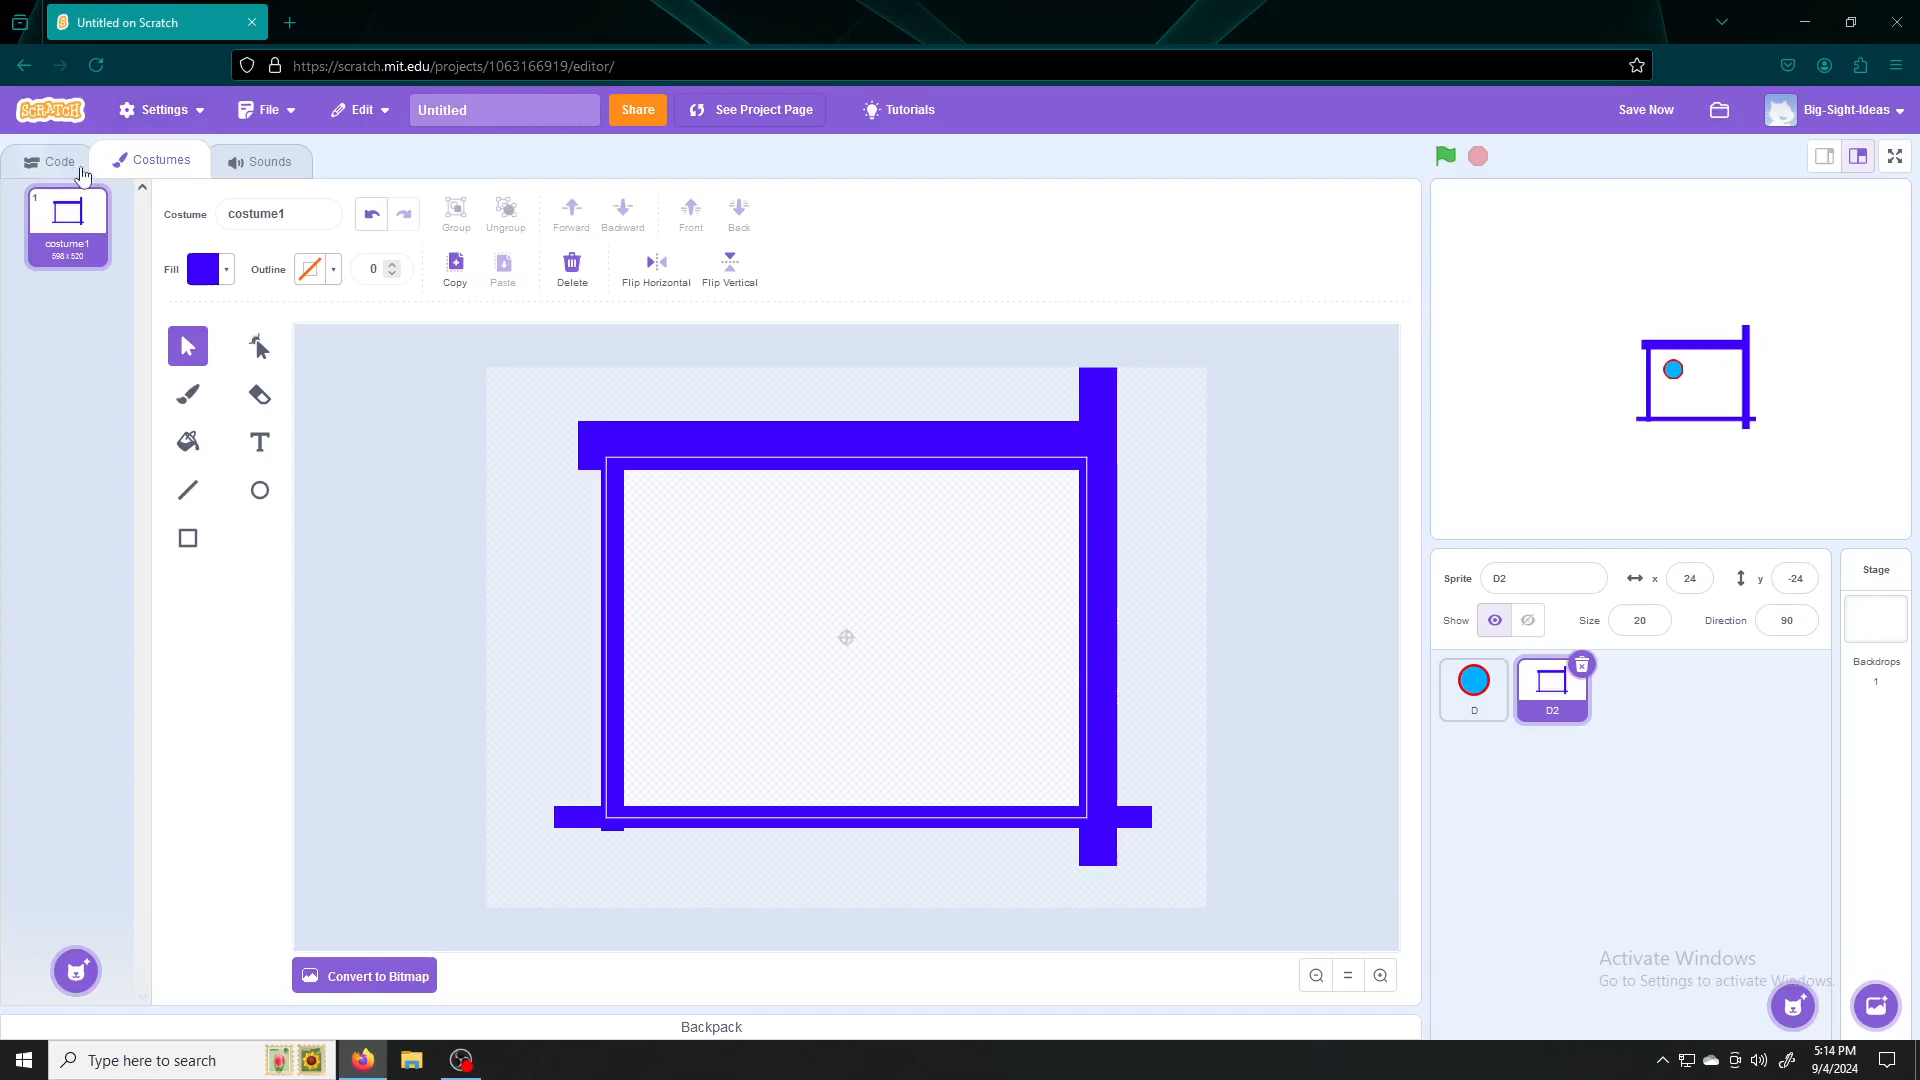 Untitled on Scratch
https://scratch.mit.edu/projects/1063166919/editor/
SCRATCH
Settings
File
Edit
Untitled
Share
See Project Page
Tutorials
Save Now
Big-Sight-Ideas
Code
Costumes
Sounds
1
costume1
598 x 520
Costume
costume1
Group
Ungroup
Forward
Backward
Front
Back
Fill
Outline
0
Copy
Paste
Delete
Flip Horizontal
Flip Vertical
T
Convert to Bitmap
Backpack
Sprite
D2
x
24
y
-24
Show
Size
20
Direction
90
D
D2
Stage
Backdrops
1
Activate Windows
Go to Settings to activate Windows.
Type here to search
5:14 PM
9/4/2024